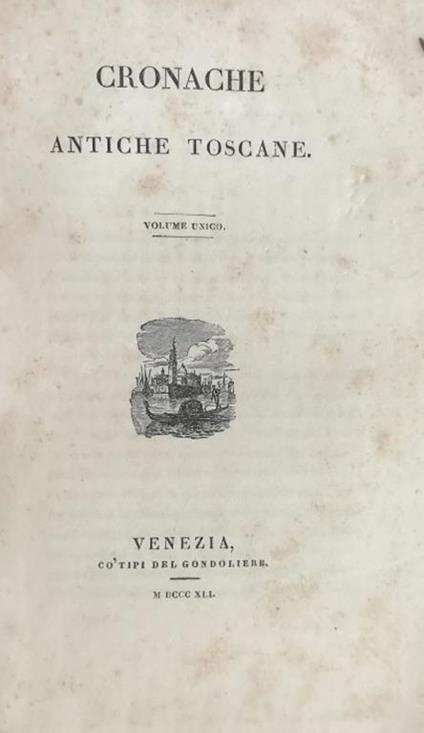 CRONACHE
ANTICHE TOSCANE.
VOLUME UNICO.
VENEZIA,
CO' TIPI DEL GONDOLIERE.
M DCCC XLI.